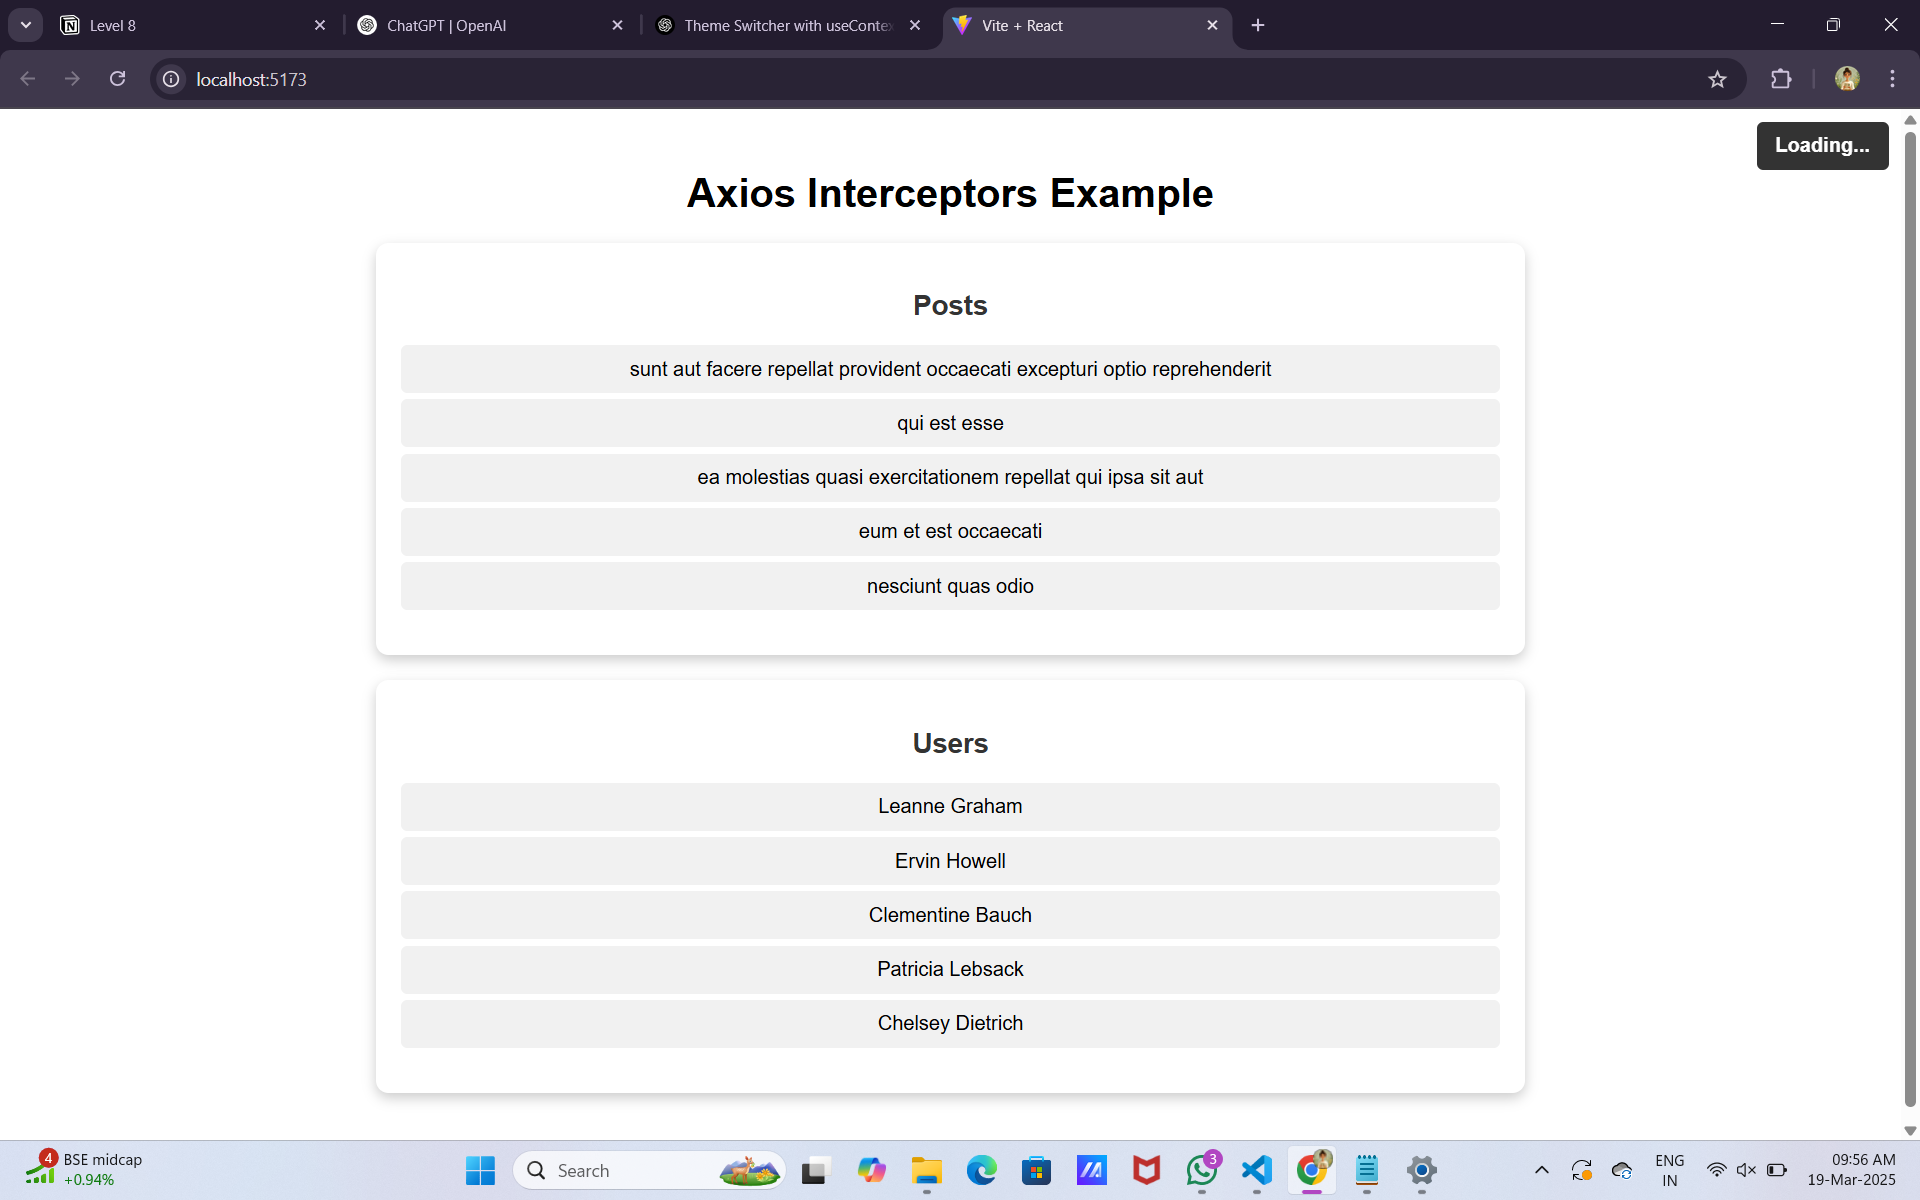 Level 8
ChatGPT | OpenAI
Theme Switcher with useContex
Vite + React
localhost:5173
Loading...
Axios Interceptors Example
Posts
sunt aut facere repellat provident occaecati excepturi optio reprehenderit
qui est esse
ea molestias quasi exercitationem repellat qui ipsa sit aut
eum et est occaecati
nesciunt quas odio
Users
Leanne Graham
Ervin Howell
Clementine Bauch
Patricia Lebsack
Chelsey Dietrich
4
BSE midcap
+0.94%
Search
3
ENG
IN
09:56 AM
19-Mar-2025